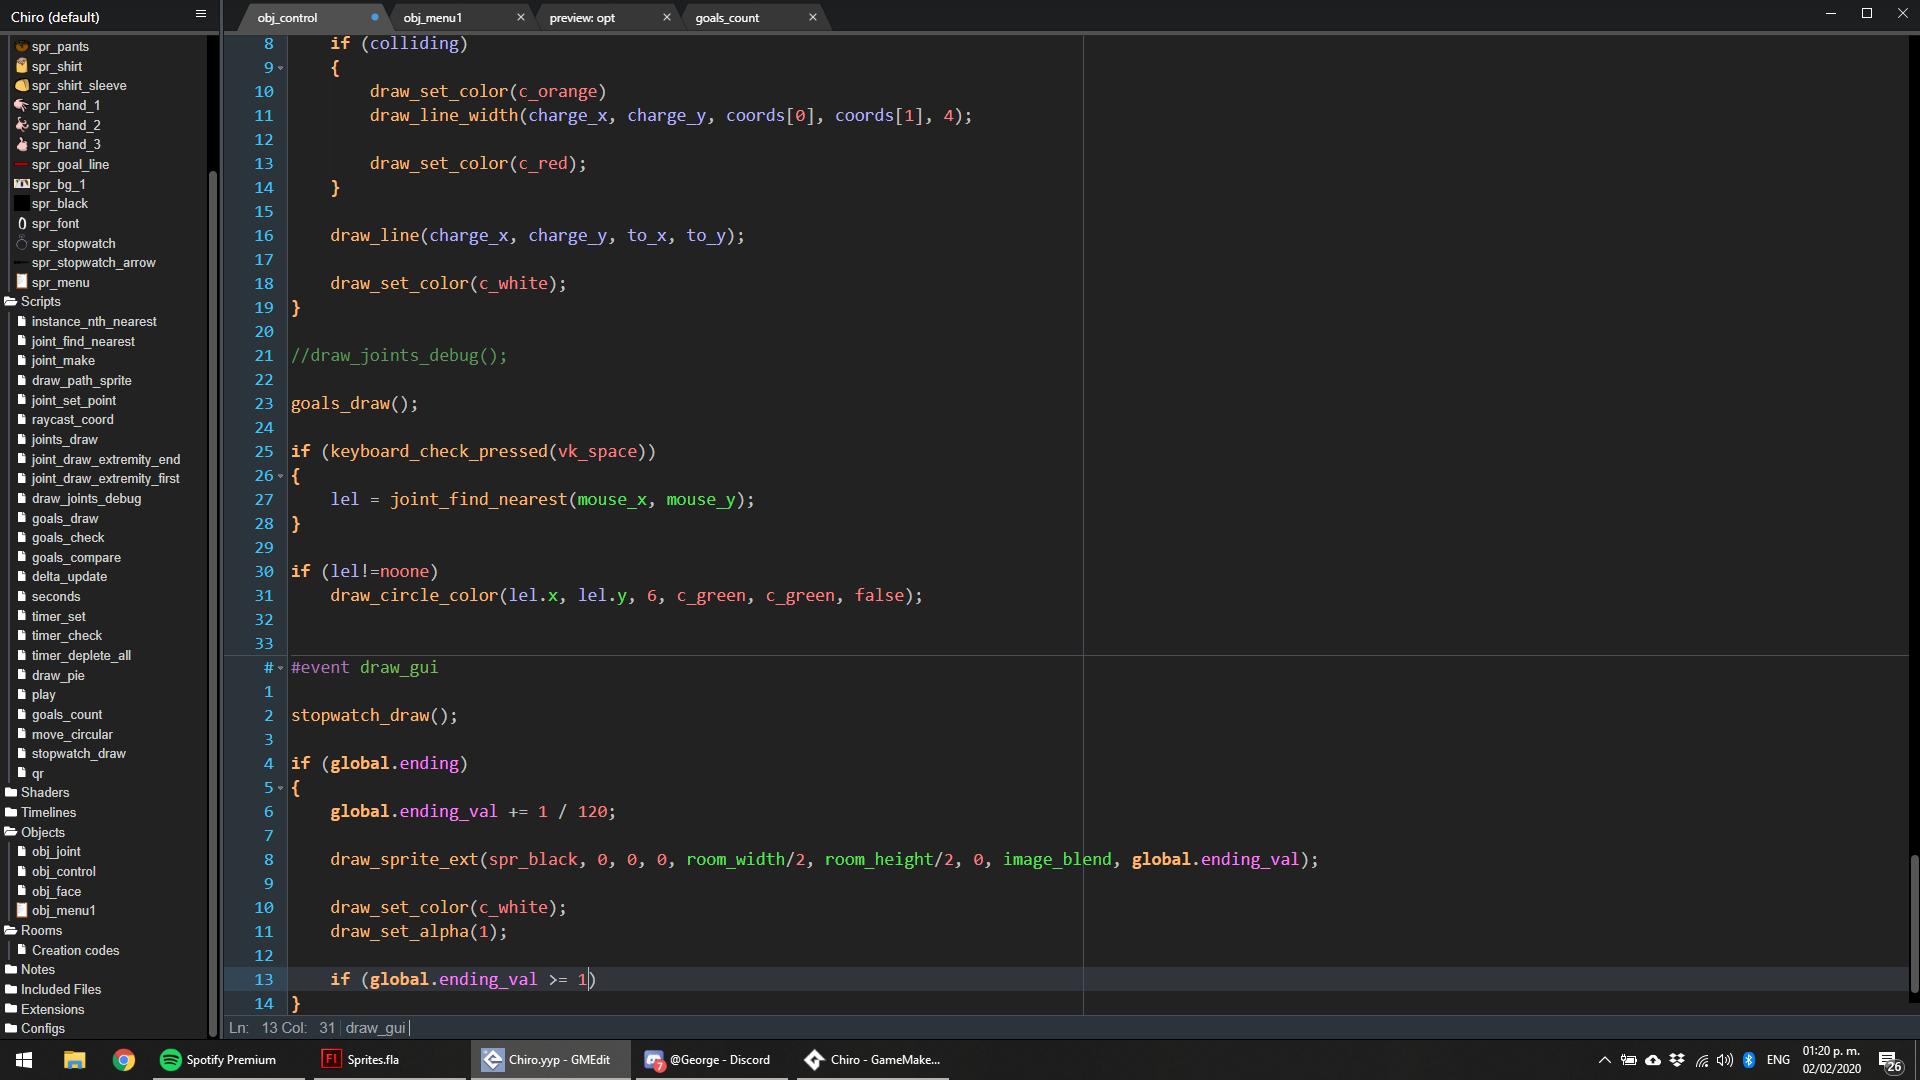 Chiro (default)
obj_control
obj_menu1
preview: opt
goals_count
spr_pants
spr_shirt
spr_shirt_sleeve
spr_hand_1
spr_hand_2
spr_hand_3
spr_goal_line
spr_bg_1
spr_black
spr_font
spr_stopwatch
spr_stopwatch_arrow
spr_menu
Scripts
instance_nth_nearest
joint_find_nearest
joint_make
draw_path_sprite
joint_set_point
raycast_coord
joints_draw
joint_draw_extremity_end
joint_draw_extremity_first
draw_joints_debug
goals_draw
goals_check
goals_compare
delta_update
seconds
timer_set
timer_check
timer_deplete_all
draw_pie
play
goals_count
move_circular
stopwatch_draw
qr
Shaders
Timelines
Objects
obj_joint
obj_control
obj_face
obj_menu1
Rooms
Creation codes
Notes
Included Files
Extensions
Configs
8 if (colliding)
9 {
10 draw_set_color(c_orange)
11 draw_line_width(charge_x, charge_y, coords[0], coords[1], 4);
12
13 draw_set_color(c_red);
14 }
15
16 draw_line(charge_x, charge_y, to_x, to_y);
17
18 draw_set_color(c_white);
19 }
20
21 //draw_joints_debug();
22
23 goals_draw();
24
25 if (keyboard_check_pressed(vk_space))
26 {
27 lel = joint_find_nearest(mouse_x, mouse_y);
28 }
29
30 if (lel!=noone)
31 draw_circle_color(lel.x, lel.y, 6, c_green, c_green, false);
32
33
# #event draw_gui
1
2 stopwatch_draw();
3
4 if (global.ending)
5 {
6 global.ending_val += 1 / 120;
7
8 draw_sprite_ext(spr_black, 0, 0, 0, room_width/2, room_height/2, 0, image_blend, global.ending_val);
9
10 draw_set_color(c_white);
11 draw_set_alpha(1);
12
13 if (global.ending_val >= 1)
14 }
Ln: 13 Col: 31 draw_gui
Spotify Premium
Fl Sprites.fla
Chiro.yyp - GMEdit
7 @George - Discord
Chiro - GameMake...
ENG
01:20 p. m.
02/02/2020
26